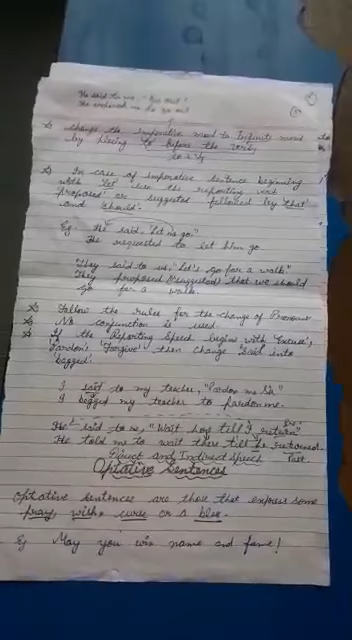 He said to me, "Go out!
He ordered me to go out
Change the imperative mood to Infinite mood
by placing to before the verb
In case of imperative sentence beginning
with 'Let' use the reporting verb
proposed or suggested followed by that
and should.
Eg. He said, "Let me go."
He requested to let him go.
They said to us, "Let's go for a walk"
They proposed (suggested) that we should
go for a walk.
Follow the rules for the change of Pronoun
No conjunction is used.
If the Reporting Speech begins with 'Excuse',
'Pardon', 'Forgive' then change said into
'begged'.
I said to my teacher, "Pardon me Sir"
I begged my teacher to pardon me.
He said to me, "Wait here till I return"
He told me to wait there till he returned.
Direct and Indirect Speech Past
Optative Sentences
Optative sentences are those that express some
pray, wish, curse or a bless.
Eg May you win name and fame!